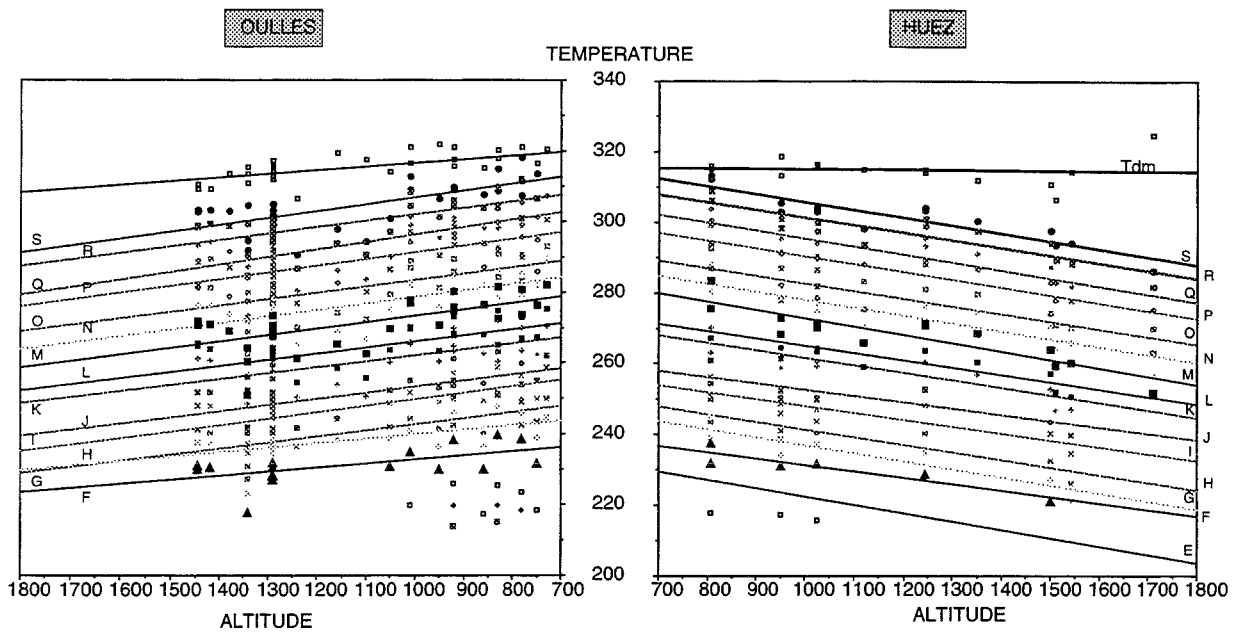 OULLES
HUEZ
TEMPERATURE
340
320
300
280
260
240
220
200
Tdm
S
R
Q
P
O
N
M
L
K
J
I
H
G
F
S
R
Q
P
O
N
M
L
K
J
I
H
G
F
E
1800 1700 1600 1500 1400 1300 1200 1100 1000 900 800 700
700 800 900 1000 1100 1200 1300 1400 1500 1600 1700 1800
ALTITUDE
ALTITUDE